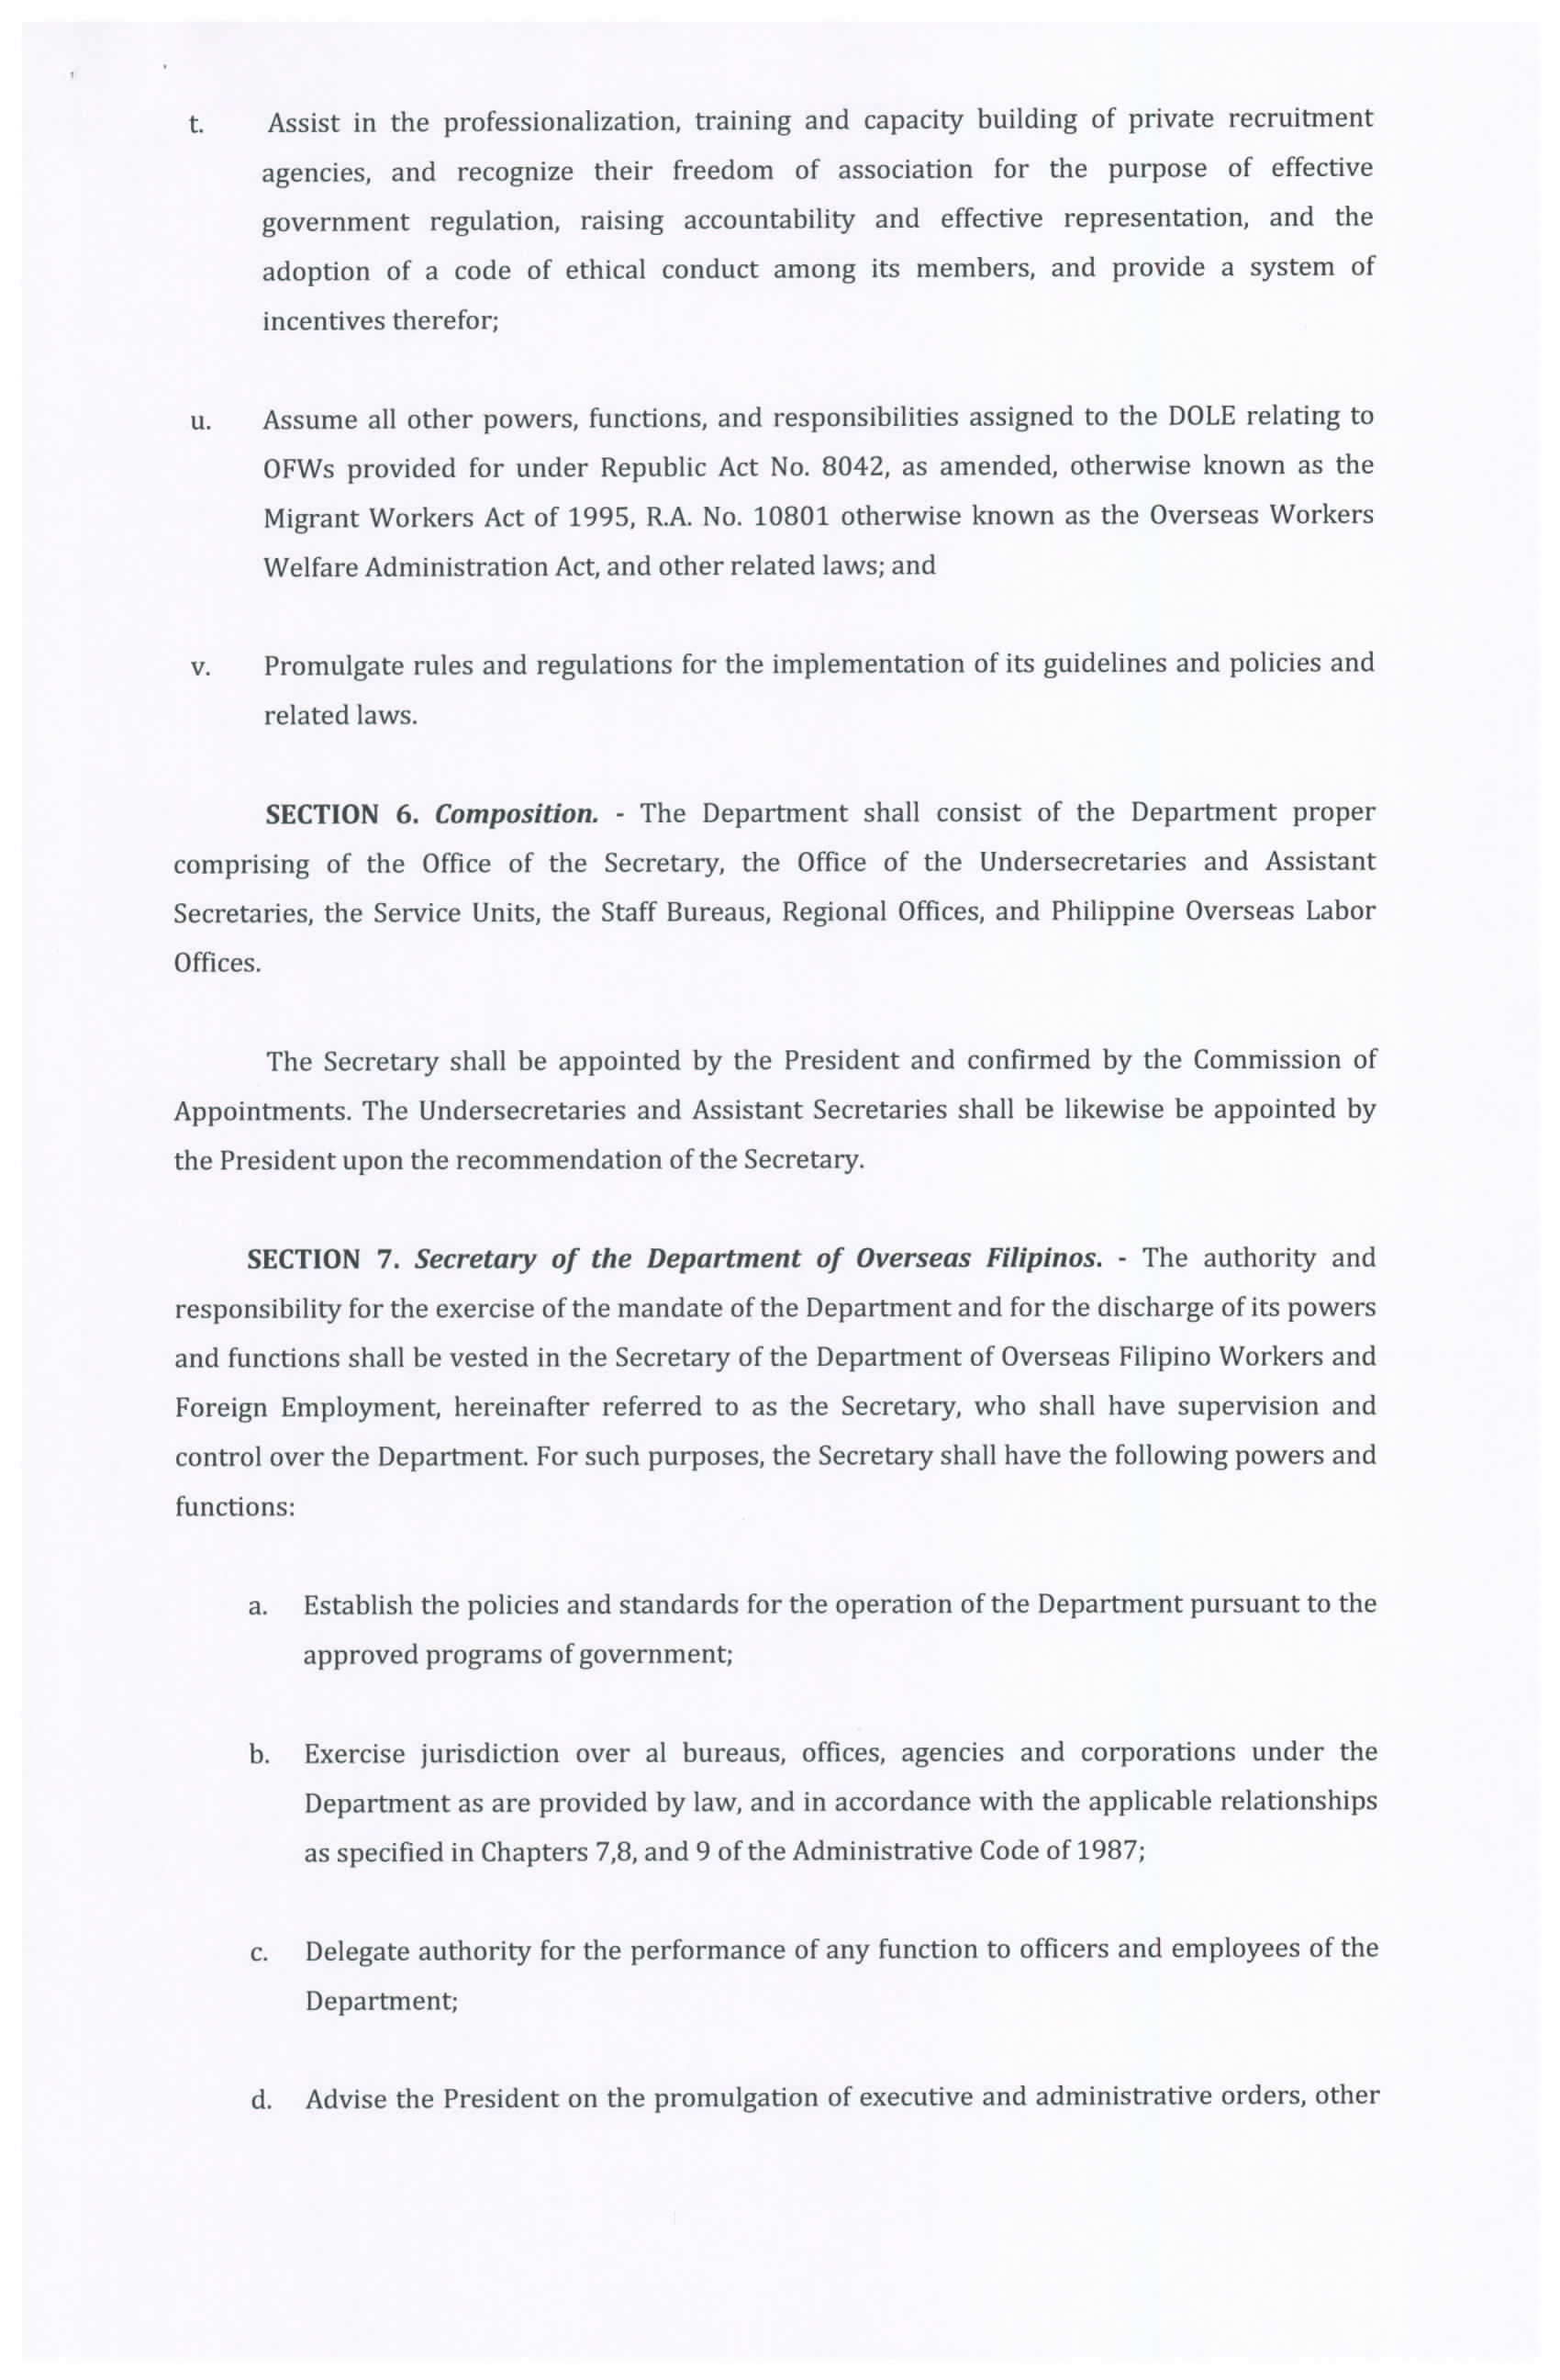 t. Assist in the professionalization, training and capacity building of private recruitment
agencies, and recognize their freedom of association for the purpose of effective
government regulation, raising accountability and effective representation, and the
adoption of a code of ethical conduct among its members, and provide a system of
incentives therefor;
u. Assume all other powers, functions, and responsibilities assigned to the DOLE relating to
OFWs provided for under Republic Act No. 8042, as amended, otherwise known as the
Migrant Workers Act of 1995, R.A. No. 10801 otherwise known as the Overseas Workers
Welfare Administration Act, and other related laws; and
v. Promulgate rules and regulations for the implementation of its guidelines and policies and
related laws.
SECTION 6. Composition. - The Department shall consist of the Department proper
comprising of the Office of the Secretary, the Office of the Undersecretaries and Assistant
Secretaries, the Service Units, the Staff Bureaus, Regional Offices, and Philippine Overseas Labor
Offices.
The Secretary shall be appointed by the President and confirmed by the Commission of
Appointments. The Undersecretaries and Assistant Secretaries shall be likewise be appointed by
the President upon the recommendation of the Secretary.
SECTION 7. Secretary of the Department of Overseas Filipinos. - The authority and
responsibility for the exercise of the mandate of the Department and for the discharge of its powers
and functions shall be vested in the Secretary of the Department of Overseas Filipino Workers and
Foreign Employment, hereinafter referred to as the Secretary, who shall have supervision and
control over the Department. For such purposes, the Secretary shall have the following powers and
functions:
a. Establish the policies and standards for the operation of the Department pursuant to the
approved programs of government;
b. Exercise jurisdiction over al bureaus, offices, agencies and corporations under the
Department as are provided by law, and in accordance with the applicable relationships
as specified in Chapters 7,8, and 9 of the Administrative Code of 1987;
c. Delegate authority for the performance of any function to officers and employees of the
Department;
d. Advise the President on the promulgation of executive and administrative orders, other